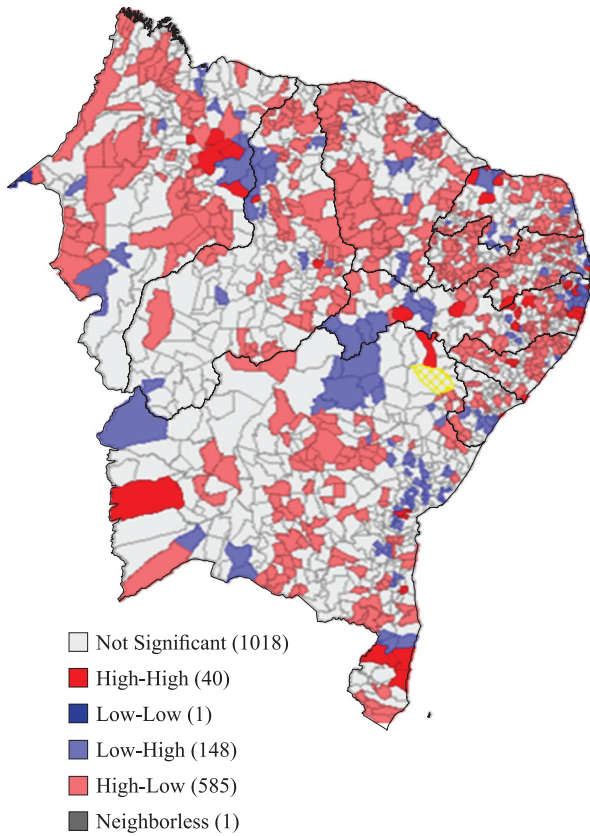 Not Significant (1018)
High-High (40)
Low-Low (1)
Low-High (148)
High-Low (585)
Neighborless (1)